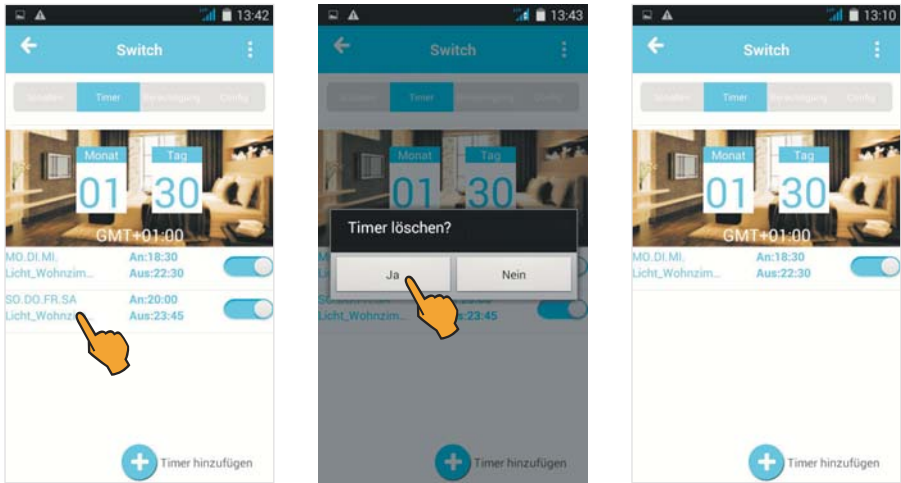 13:42
Switch
Schalten Timer Berechtigung Config
Monat Tag
01 30
GMT+01:00
MO.DI.MI. An:18:30
Licht_Wohnzim... Aus:22:30
SO.DO.FR.SA An:20:00
Licht_Wohnz Aus:23:45
Timer hinzufügen
13:43
Switch
Timer
Monat Tag
01 30
Timer löschen?
Ja Nein
Licht_Wohnzim... :23:45
Timer hinzufügen
13:10
Switch
Schalten Timer Berechtigung Config
Monat Tag
01 30
GMT+01:00
MO.DI.MI. An:18:30
Licht_Wohnzim... Aus:22:30
Timer hinzufügen